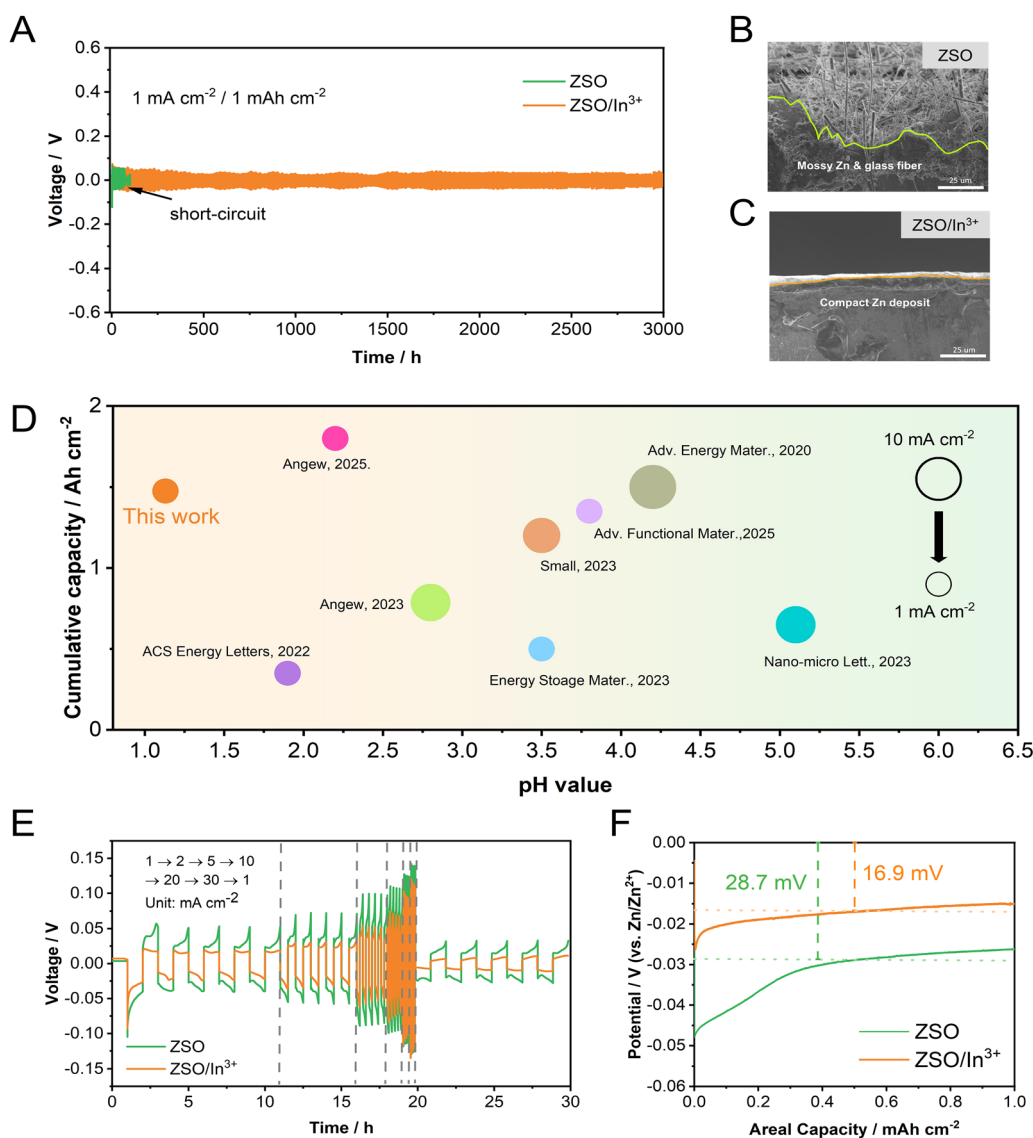 A
0.6
0.4
0.2
0.0
-0.2
-0.4
-0.6
Voltage / V
1 mA cm⁻² / 1 mAh cm⁻²
ZSO
ZSO/In³⁺
short-circuit
0
500
1000
1500
2000
2500
3000
Time / h
B
ZSO
Mossy Zn & glass fiber
25 um
C
ZSO/In³⁺
Compact Zn deposit
25 um
D
2
1
0
Cumulative capacity / Ah cm⁻²
Angew, 2025.
This work
Adv. Energy Mater., 2020
Adv. Functional Mater.,2025
Small, 2023
Angew, 2023
ACS Energy Letters, 2022
Energy Stoage Mater., 2023
Nano-micro Lett., 2023
10 mA cm⁻²
1 mA cm⁻²
1.0
1.5
2.0
2.5
3.0
3.5
4.0
4.5
5.0
5.5
6.0
6.5
pH value
E
0.15
0.10
0.05
0.00
-0.05
-0.10
-0.15
Voltage / V
1 → 2 → 5 → 10
→ 20 → 30 → 1
Unit: mA cm⁻²
ZSO
ZSO/In³⁺
0
5
10
15
20
25
30
Time / h
F
-0.00
-0.01
-0.02
-0.03
-0.04
-0.05
-0.06
Potential / V (vs. Zn/Zn²⁺)
28.7 mV
16.9 mV
ZSO
ZSO/In³⁺
0.0
0.2
0.4
0.6
0.8
1.0
Areal Capacity / mAh cm⁻²